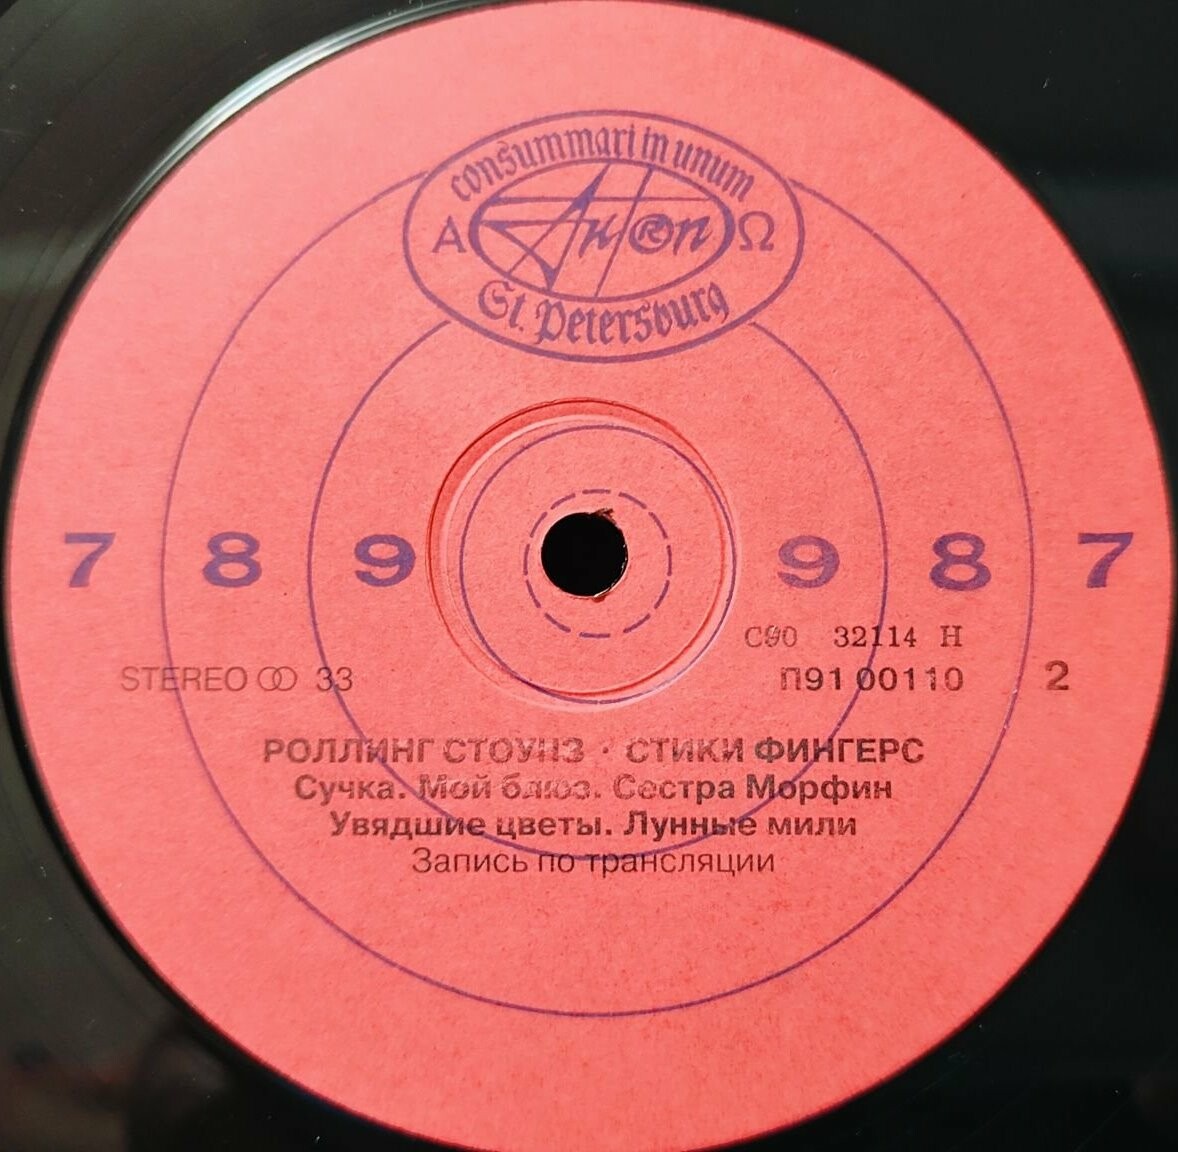 consummari in unum
А АнТроп Ω
St. Petersburg
7 8 9 9 8 7
С90 32114 Н
STEREO 33 П91 00110 2
РОЛЛИНГ СТОУНЗ · СТИКИ ФИНГЕРС
Сучка. Мой блюз. Сестра Морфин
Увядшие цветы. Лунные мили
Запись по трансляции